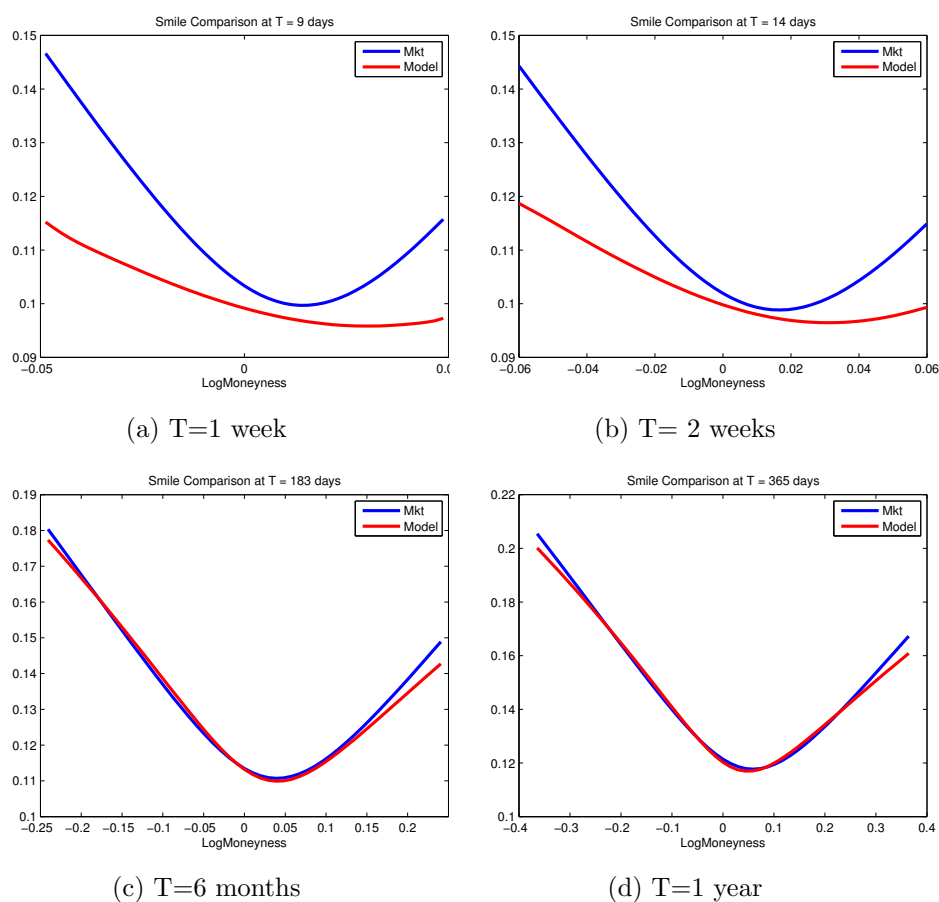 Smile Comparison at T = 9 days
0.15
0.14
0.13
0.12
0.11
0.1
0.09
Mkt
Model
−0.05 0 0.0
LogMoneyness
(a) T=1 week
Smile Comparison at T = 14 days
0.15
0.14
0.13
0.12
0.11
0.1
0.09
Mkt
Model
−0.06 −0.04 −0.02 0 0.02 0.04 0.06
LogMoneyness
(b) T= 2 weeks
Smile Comparison at T = 183 days
0.19
0.18
0.17
0.16
0.15
0.14
0.13
0.12
0.11
0.1
Mkt
Model
−0.25 −0.2 −0.15 −0.1 −0.05 0 0.05 0.1 0.15 0.2
LogMoneyness
(c) T=6 months
Smile Comparison at T = 365 days
0.22
0.2
0.18
0.16
0.14
0.12
0.1
Mkt
Model
−0.4 −0.3 −0.2 −0.1 0 0.1 0.2 0.3 0.4
LogMoneyness
(d) T=1 year